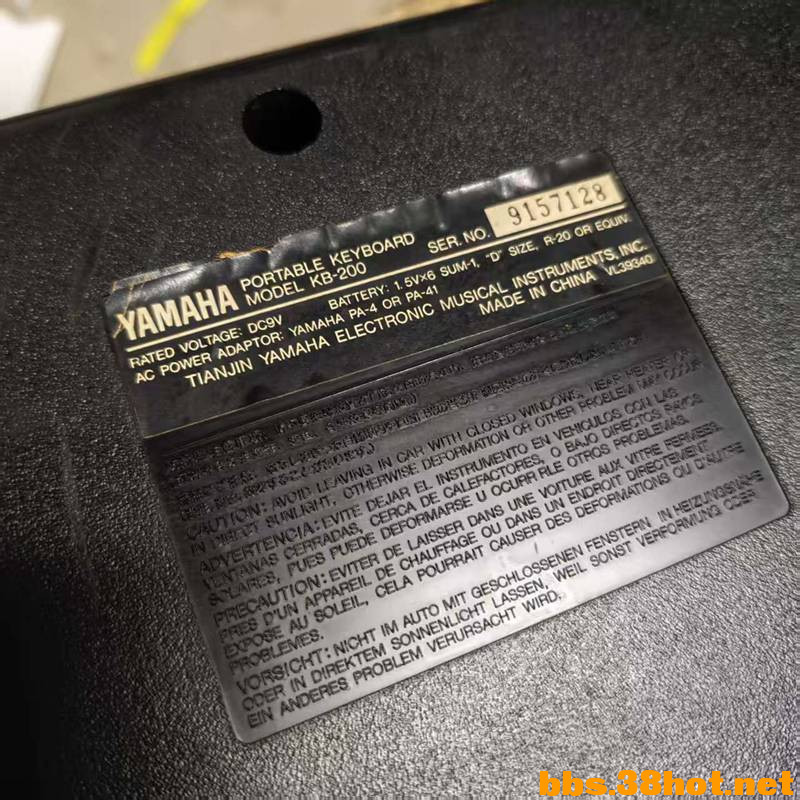 YAMAHA PORTABLE KEYBOARD
MODEL KB-200
SER. NO. 9157128
RATED VOLTAGE: DC9V BATTERY: 1.5V×6 SUM-1, "D" SIZE, R-20 OR EQUIV.
AC POWER ADAPTOR: YAMAHA PA-4 OR PA-41
TIANJIN YAMAHA ELECTRONIC MUSICAL INSTRUMENTS, INC.
MADE IN CHINA VL39340
CAUTION: AVOID LEAVING IN CAR WITH CLOSED WINDOWS, NEAR HEATER OR
IN DIRECT SUNLIGHT, OTHERWISE DEFORMATION OR OTHER PROBLEM MAY OCCUR.
ADVERTENCIA: EVITE DEJAR EL INSTRUMENTO EN VEHICULOS CON LAS
VENTANAS CERRADAS, CERCA DE CALEFACTORES, O BAJO DIRECTOS RAYOS
SOLARES, PUES PUEDE DEFORMARSE U OCURRIRLE OTROS PROBLEMAS.
PRECAUTION: EVITER DE LAISSER DANS UNE VOITURE AUX VITRE FERMEES,
PRES D'UN APPAREIL DE CHAUFFAGE OU DANS UN ENDROIT DIRECTEMENT
EXPOSE AU SOLEIL, CELA POURRAIT CAUSER DES DEFORMATIONS OU D'AUTRE
PROBLEMES.
VORSICHT: NICHT IM AUTO MIT GESCHLOSSENEN FENSTERN, IN HEIZUNGSNÄHE
ODER IN DIREKTEM SONNENLICHT LASSEN, WEIL SONST VERFORMUNG ODER
EIN ANDERES PROBLEM VERURSACHT WIRD.
bbs.38hot.net